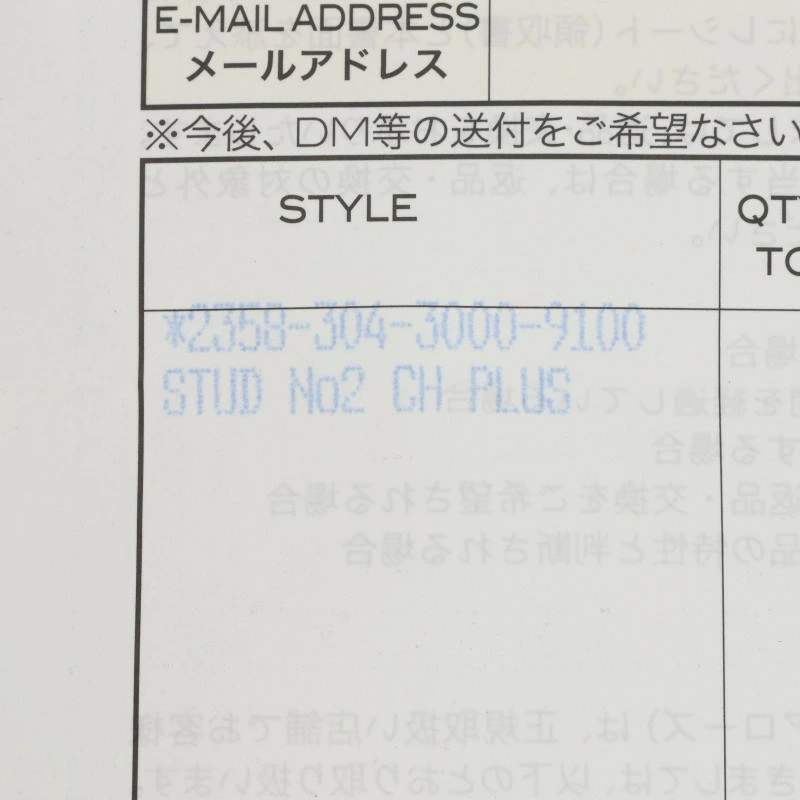 E-MAIL ADDRESS
メールアドレス
※今後、DM等の送付をご希望なさい
STYLE
QTY
TO
*2358-304-3000-9100
STUD No2 CH PLUS